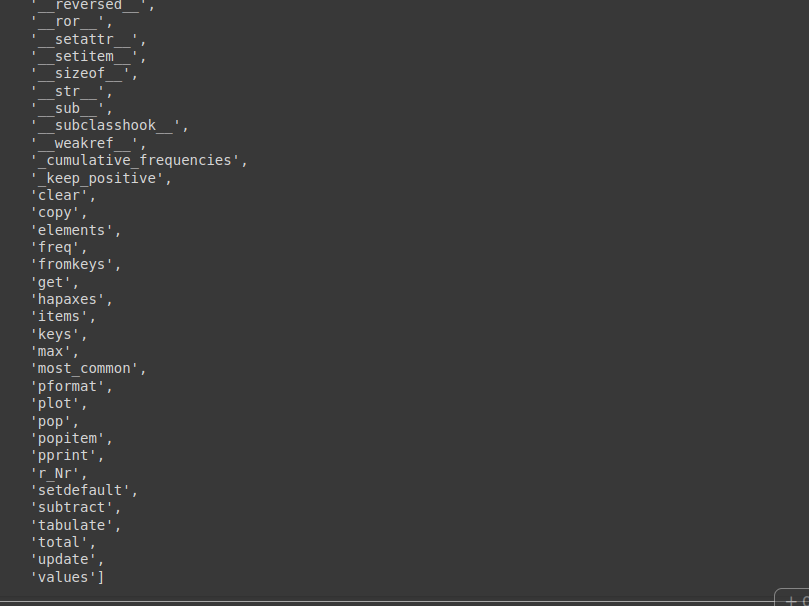 '__reversed__',
'__ror__',
'__setattr__',
'__setitem__',
'__sizeof__',
'__str__',
'__sub__',
'__subclasshook__',
'__weakref__',
'_cumulative_frequencies',
'_keep_positive',
'clear',
'copy',
'elements',
'freq',
'fromkeys',
'get',
'hapaxes',
'items',
'keys',
'max',
'most_common',
'pformat',
'plot',
'pop',
'popitem',
'pprint',
'r_Nr',
'setdefault',
'subtract',
'tabulate',
'total',
'update',
'values']